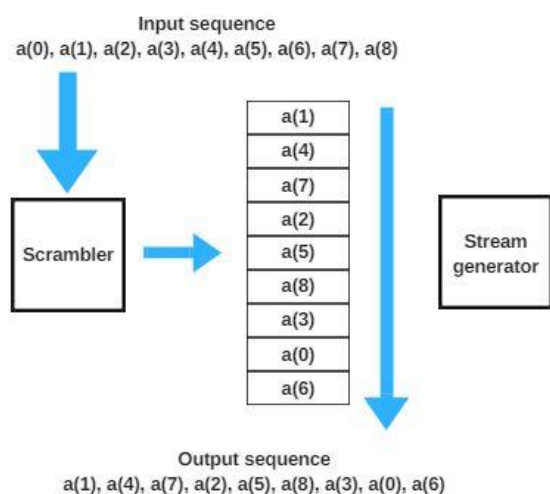 Input sequence
a(0), a(1), a(2), a(3), a(4), a(5), a(6), a(7), a(8)
Scrambler
a(1)
a(4)
a(7)
a(2)
a(5)
a(8)
a(3)
a(0)
a(6)
Stream
generator
Output sequence
a(1), a(4), a(7), a(2), a(5), a(8), a(3), a(0), a(6)